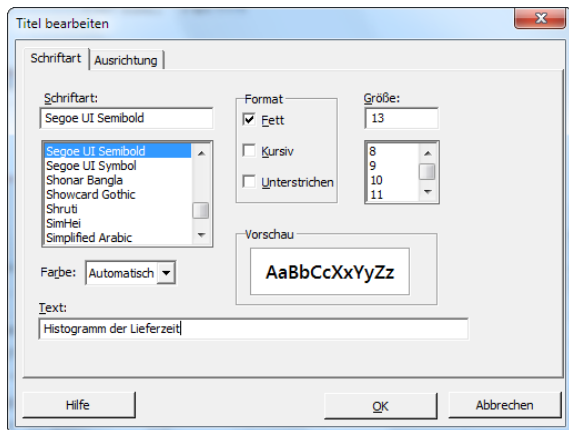 Titel bearbeiten
Schriftart Ausrichtung
Schriftart:
Segoe UI Semibold
Segoe UI Semibold
Segoe UI Symbol
Shonar Bangla
Showcard Gothic
Shruti
SimHei
Simplified Arabic
Format
Fett
Kursiv
Unterstrichen
Größe:
13
8
9
10
11
Farbe: Automatisch
Vorschau
AaBbCcXxYyZz
Text:
Histogramm der Lieferzeit
Hilfe OK Abbrechen